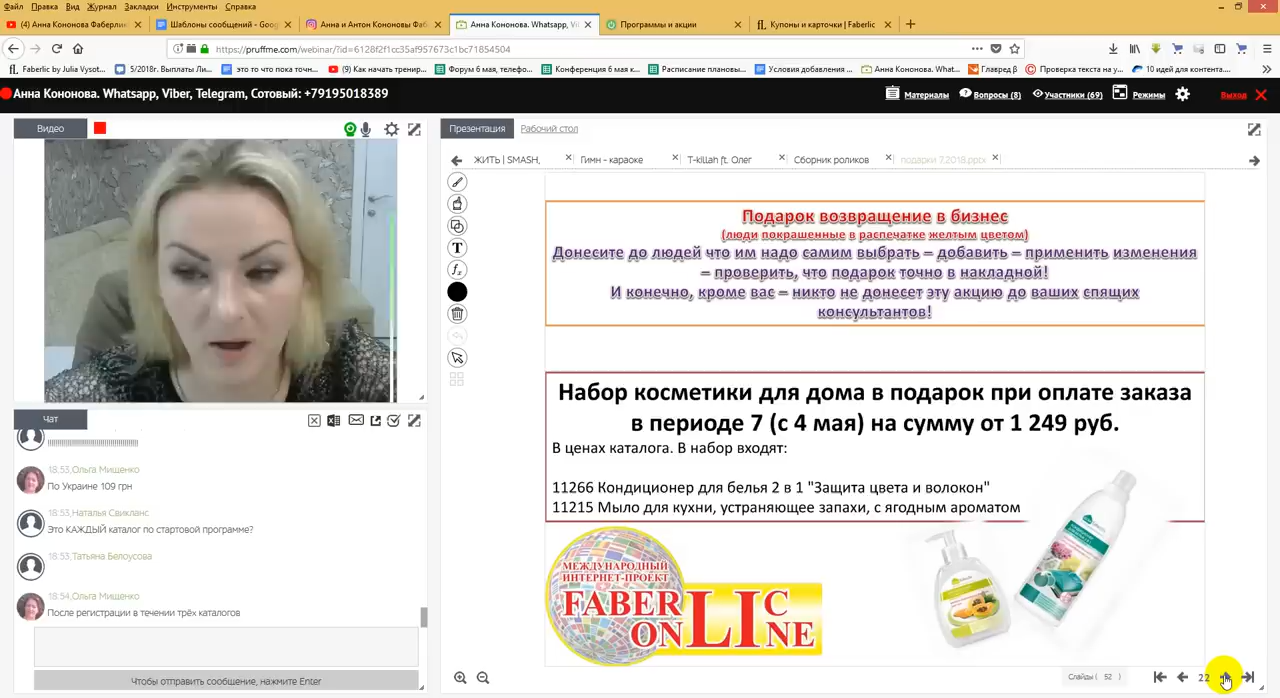 Файл Правка Вид Журнал Закладки Инструменты Справка
(4) Анна Кононова Фаберли
Шаблоны сообщений - Goog
Анна и Антон Кононовы Фаб
Анна Кононова. Whatsapp, Vi
Программы и акции
Купоны и карточки | Faberlic
https://pruffme.com/webinar/?id=6128f2f1cc35af957673c1bc71854504
Faberlic by Julia Vysot...
5/2018г. Выплаты Ли...
это то что пока точн...
(9) Как начать тренир...
Форум 6 мая, телефо...
Конференция 6 мая к...
Расписание плановы...
Условия добавления ...
Анна Кононова. What...
Главред β
Проверка текста на у...
10 идей для контента....
Анна Кононова. Whatsapp, Viber, Telegram, Сотовый: +79195018389
Материалы
Вопросы (8)
Участники (69)
Режимы
Выход
Видео
Презентация
Рабочий стол
ЖИТЬ | SMASH,
Гимн - караоке
T-killah ft. Олег
Сборник роликов
подарки 7.2018.pptx
Подарок возвращение в бизнес
(люди покрашенные в распечатке желтым цветом)
Донесите до людей что им надо самим выбрать – добавить – применить изменения
– проверить, что подарок точно в накладной!
И конечно, кроме вас – никто не донесет эту акцию до ваших спящих
консультантов!
Набор косметики для дома в подарок при оплате заказа
в периоде 7 (с 4 мая) на сумму от 1 249 руб.
В ценах каталога. В набор входят:
11266 Кондиционер для белья 2 в 1 "Защита цвета и волокон"
11215 Мыло для кухни, устраняющее запахи, с ягодным ароматом
МЕЖДУНАРОДНЫЙ
ИНТЕРНЕТ-ПРОЕКТ
FABERLIC
ONLINE
Чат
18:53, Ольга Мищенко
По Украине 109 грн
18:53, Наталья Свикланс
Это КАЖДЫЙ каталог по стартовой программе?
18:53, Татьяна Белоусова
18:54, Ольга Мищенко
После регистрации в течении трёх каталогов
Чтобы отправить сообщение, нажмите Enter
Слайды ( 52 )
22